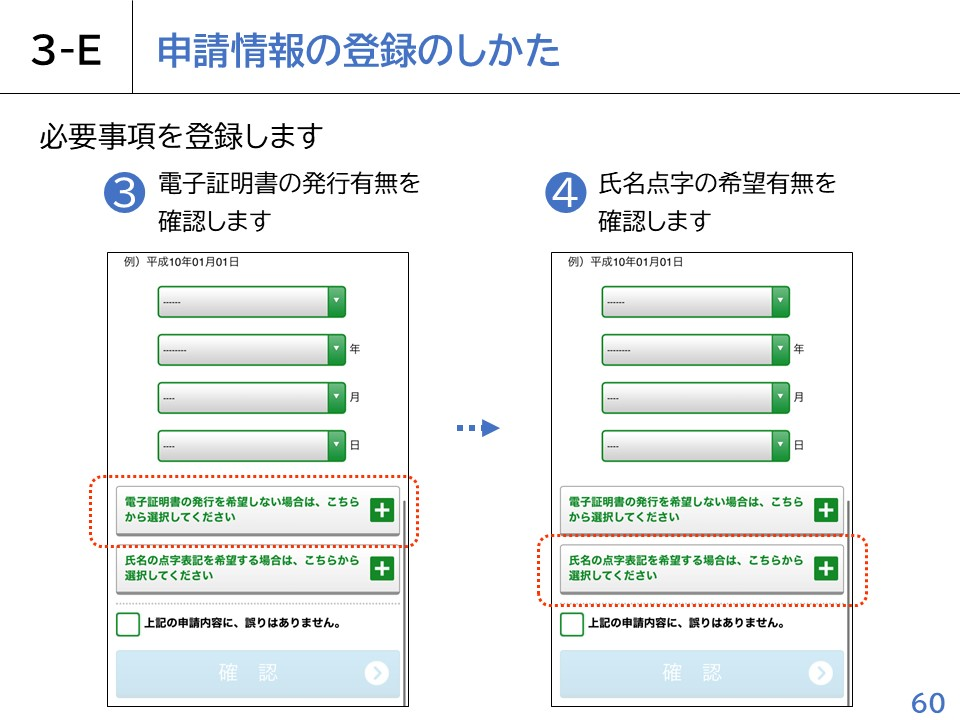 3-E
申請情報の登録のしかた
必要事項を登録します
3
電子証明書の発行有無を
確認します
例）平成10年01月01日
------
--------
年
----
月
----
日
電子証明書の発行を希望しない場合は、こちら
から選択してください
氏名の点字表記を希望する場合は、こちらから
選択してください
上記の申請内容に、誤りはありません。
確 認
4
氏名点字の希望有無を
確認します
例）平成10年01月01日
------
--------
年
----
月
----
日
電子証明書の発行を希望しない場合は、こちら
から選択してください
氏名の点字表記を希望する場合は、こちらから
選択してください
上記の申請内容に、誤りはありません。
確 認
60